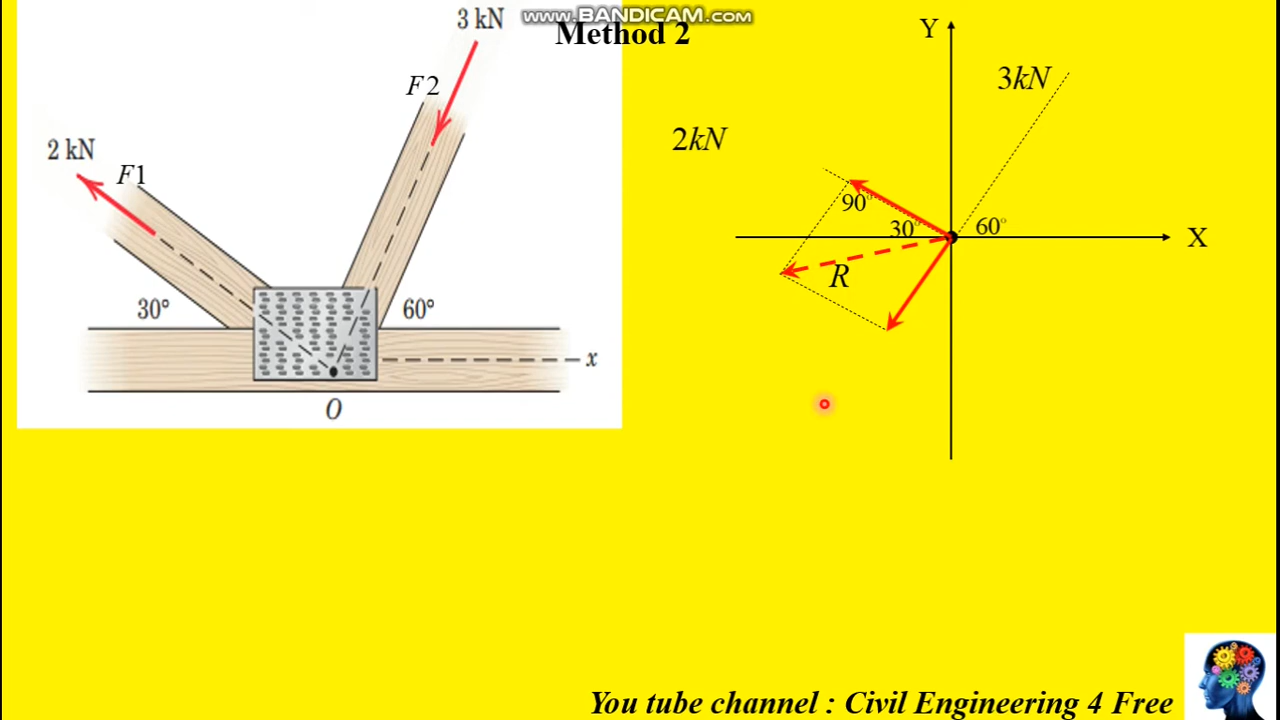 www.BANDICAM.com
Method 2
3 kN
F2
2 kN
F1
30°
60°
x
O
Y
3kN
2kN
90°
30°
60°
X
R
You tube channel : Civil Engineering 4 Free